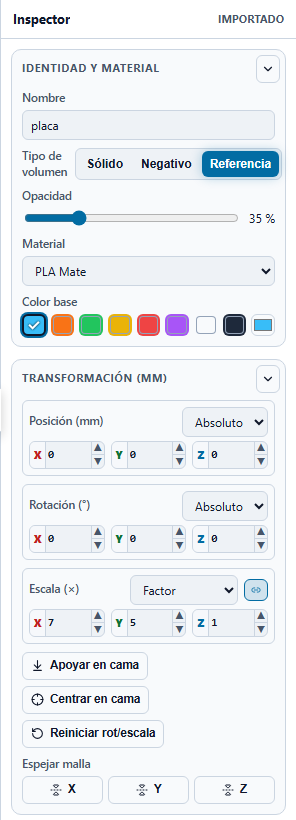 Inspector IMPORTADO
IDENTIDAD Y MATERIAL
Nombre
placa
Tipo de
volumen
Sólido Negativo Referencia
Opacidad
35 %
Material
PLA Mate
Color base
TRANSFORMACIÓN (MM)
Posición (mm) Absoluto
X 0 Y 0 Z 0
Rotación (°) Absoluto
X 0 Y 0 Z 0
Escala (×) Factor
X 7 Y 5 Z 1
Apoyar en cama
Centrar en cama
Reiniciar rot/escala
Espejar malla
X Y Z